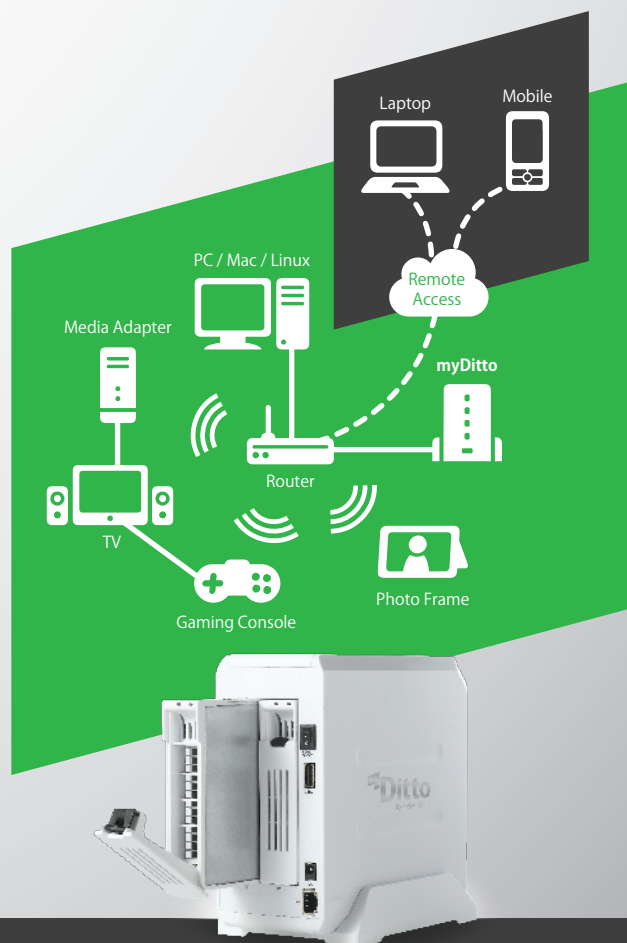 Laptop
Mobile
PC / Mac / Linux
Remote
Access
Media Adapter
myDitto
Router
TV
Photo Frame
Gaming Console
Ditto